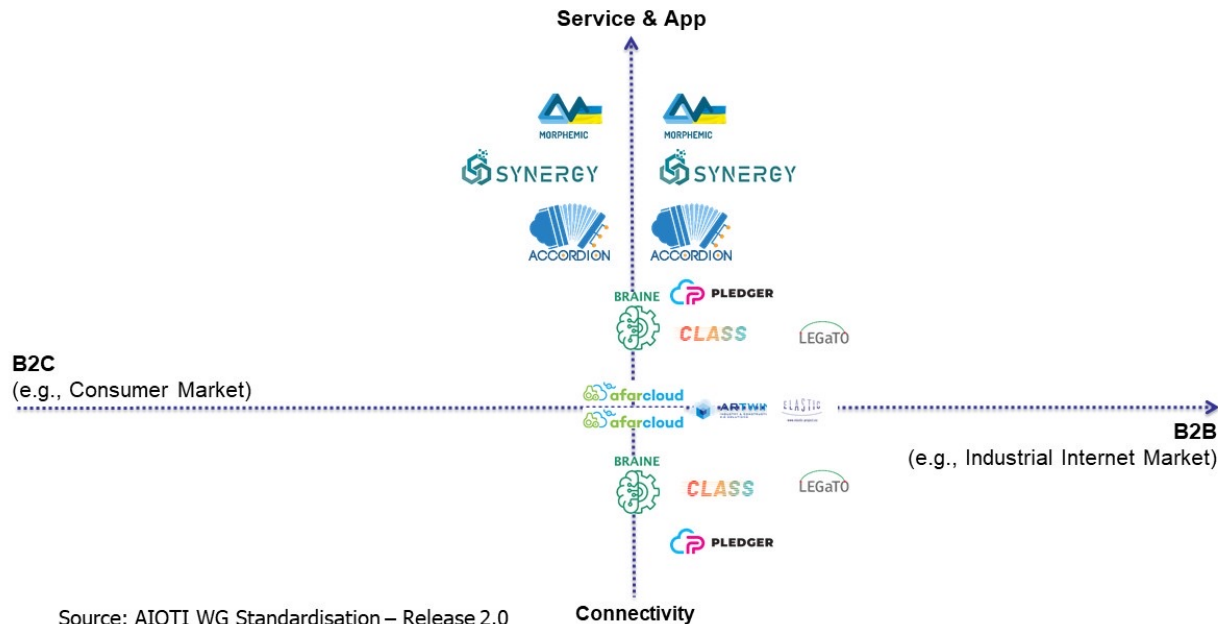 Service & App
MORPHEMIC
MORPHEMIC
SYNERGY
SYNERGY
ACCORDION
ACCORDION
BRAINE
PLEDGER
CLASS
LEGaTO
B2C
(e.g., Consumer Market)
afarcloud
afarcloud
ELASTIC
B2B
(e.g., Industrial Internet Market)
BRAINE
CLASS
LEGaTO
PLEDGER
Source: AIOTI WG Standardisation – Release 2.0
Connectivity